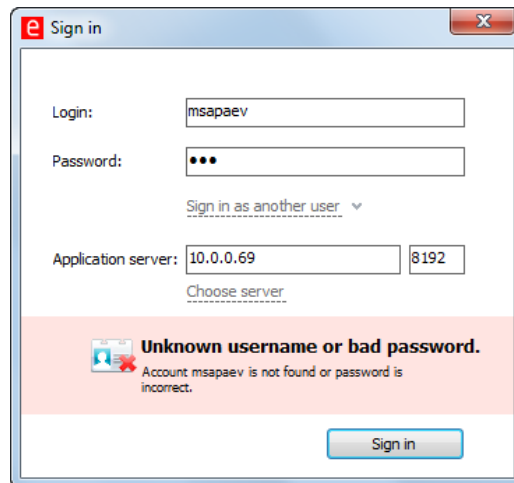 e Sign in
Login: msapaev
Password: •••
Sign in as another user
Application server: 10.0.0.69 8192
Choose server
Unknown username or bad password.
Account msapaev is not found or password is
incorrect.
Sign in